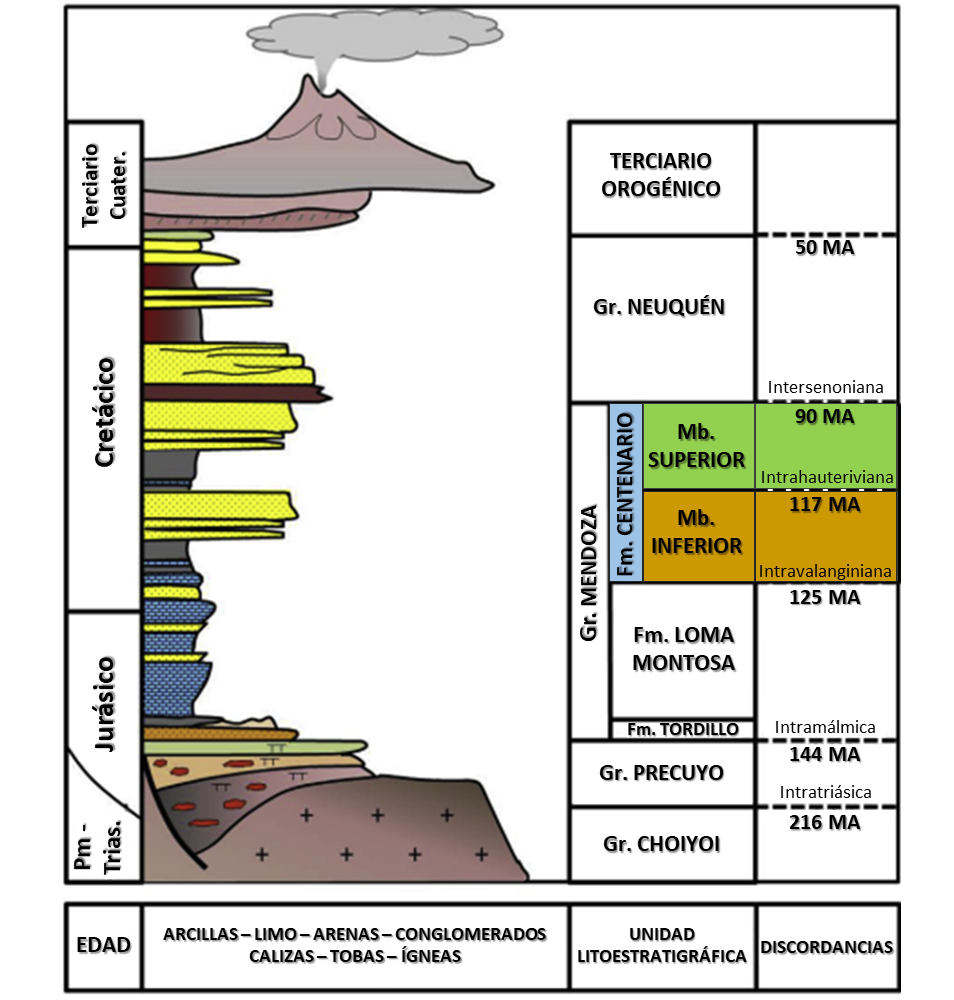 Terciario
Cuater.
Cretácico
Jurásico
Pm -
Trias.
TERCIARIO
OROGÉNICO
50 MA
Gr. NEUQUÉN
Intersenoniana
Gr. MENDOZA
Fm. CENTENARIO
Mb.
SUPERIOR
90 MA
Intrahauteriviana
Mb.
INFERIOR
117 MA
Intravalanginiana
125 MA
Fm. LOMA
MONTOSA
Fm. TORDILLO
Intramálmica
Gr. PRECUYO
144 MA
Intratriásica
Gr. CHOIYOI
216 MA
EDAD
ARCILLAS – LIMO – ARENAS – CONGLOMERADOS
CALIZAS – TOBAS – ÍGNEAS
UNIDAD
LITOESTRATIGRÁFICA
DISCORDANCIAS